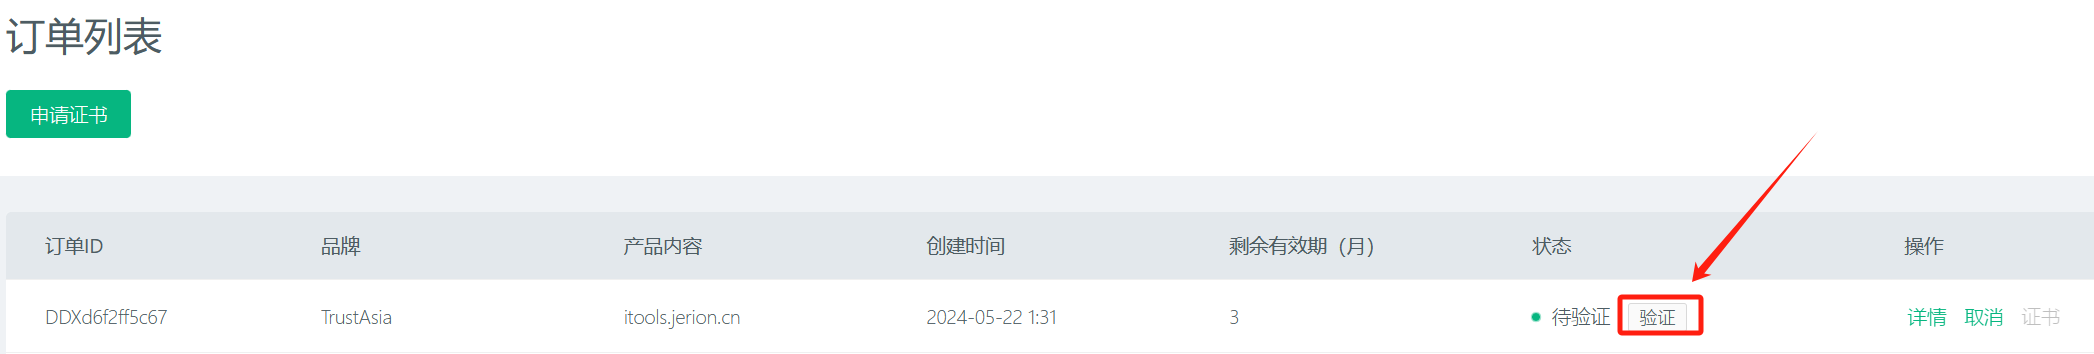 订单列表
申请证书
订单ID 品牌 产品内容 创建时间 剩余有效期（月） 状态 操作
DDXd6f2ff5c67 TrustAsia itools.jerion.cn 2024-05-22 1:31 3 待验证 验证 详情 取消 证书